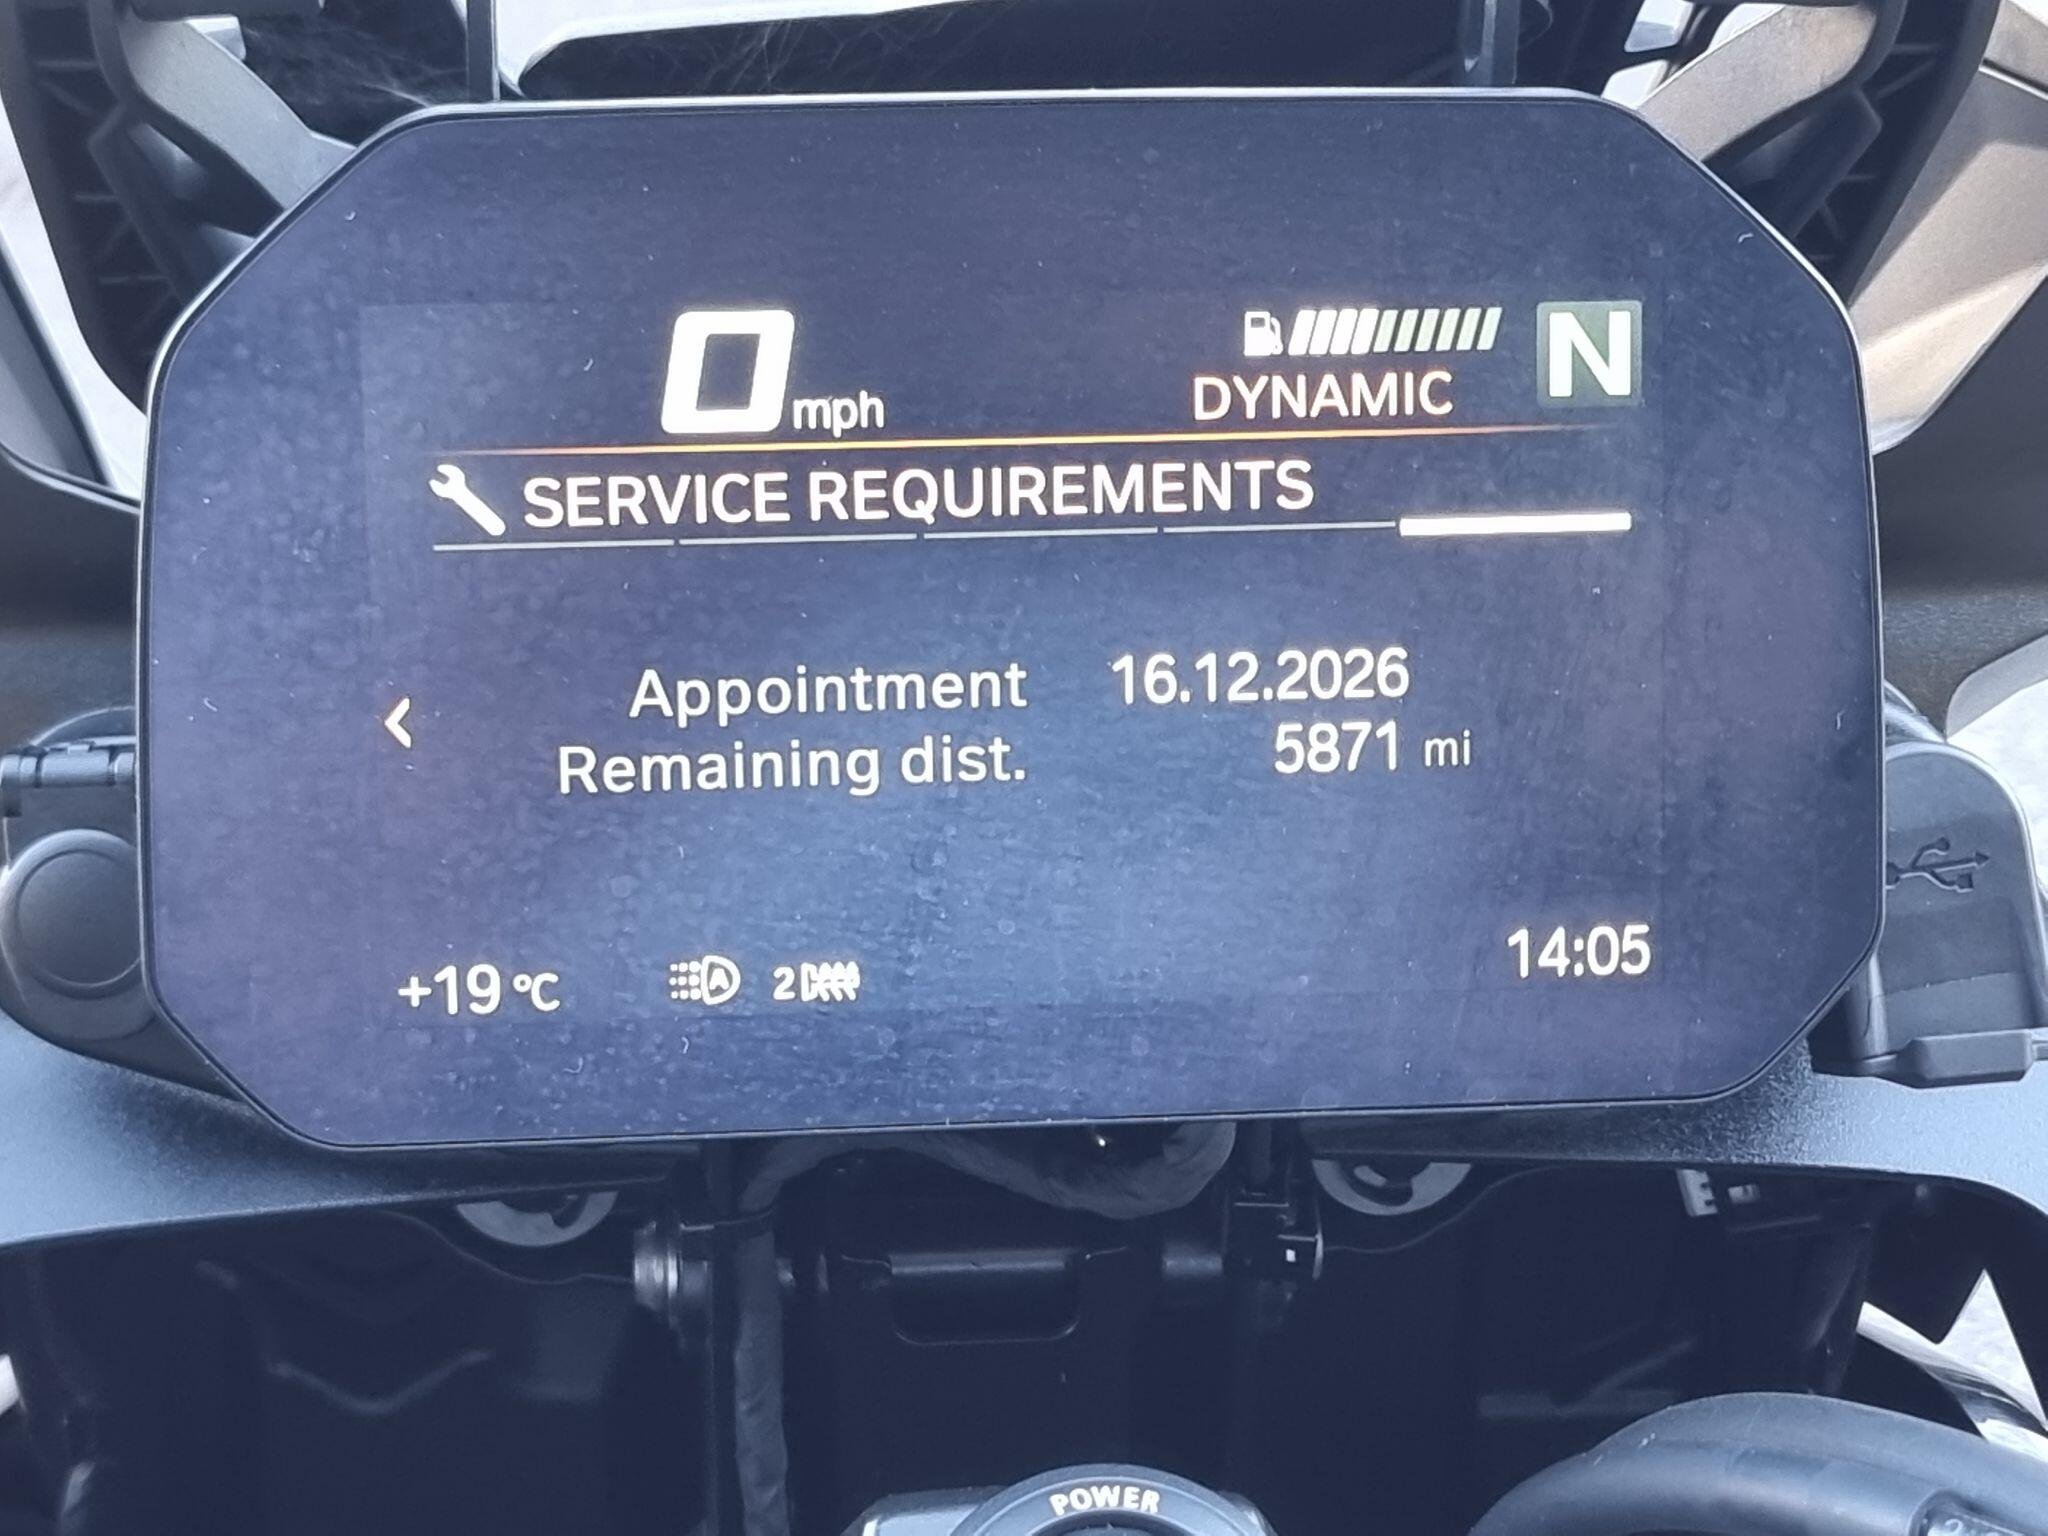 0 mph
DYNAMIC
N
SERVICE REQUIREMENTS
Appointment 16.12.2026
Remaining dist. 5871 mi
+19 °C
A 2
14:05
POWER